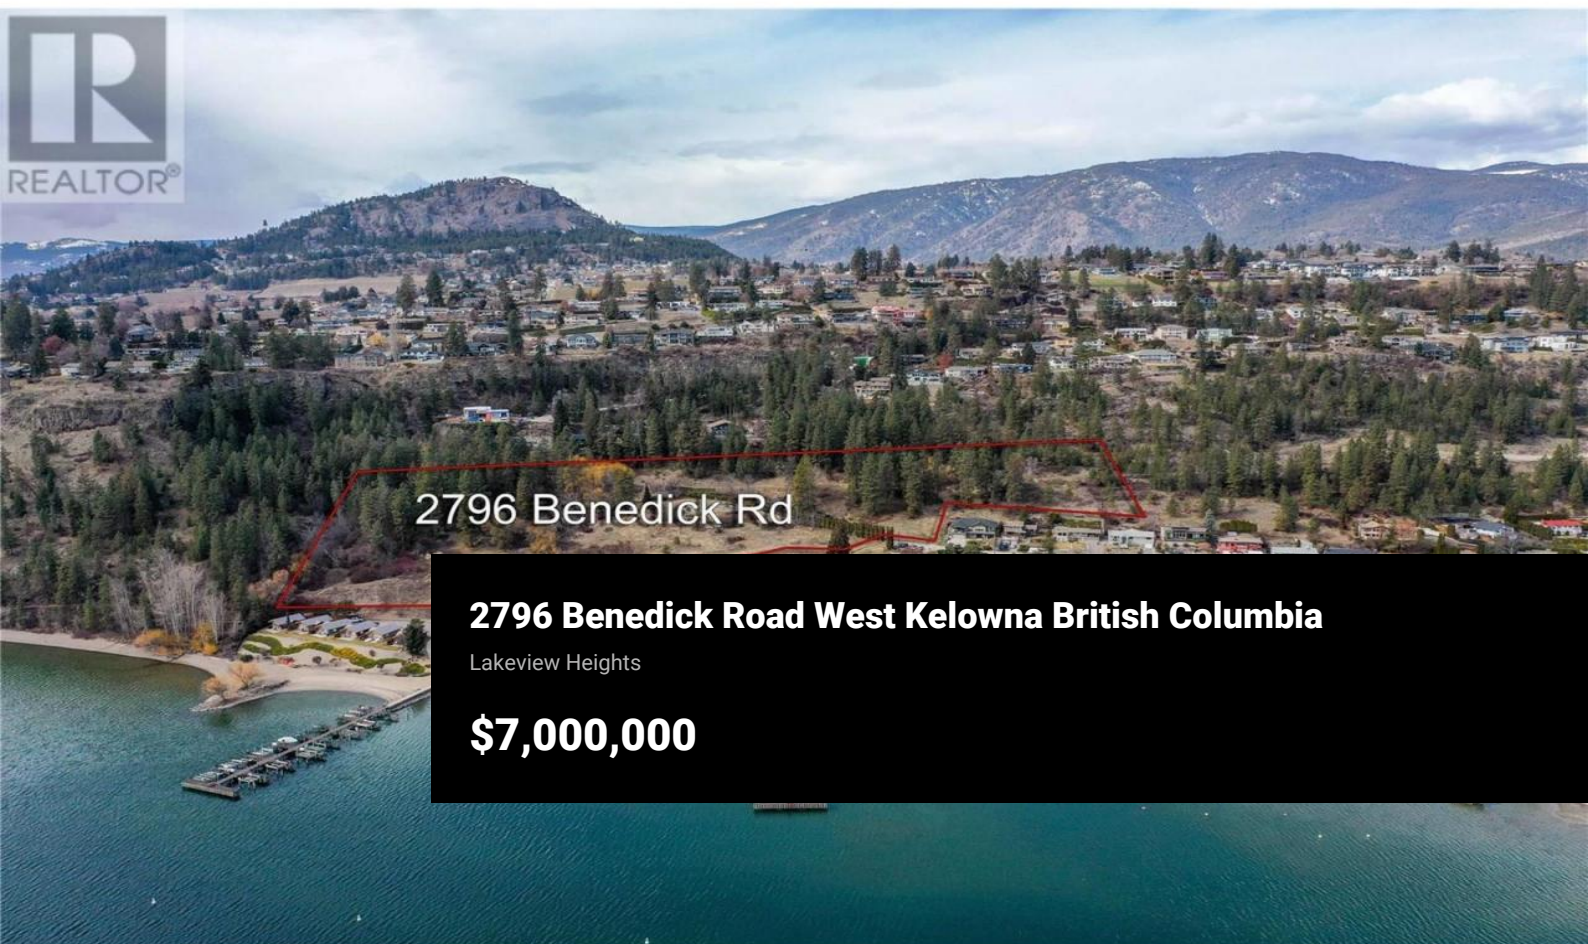 REALTOR®
2796 Benedick Rd
2796 Benedick Road West Kelowna British Columbia
Lakeview Heights
$7,000,000